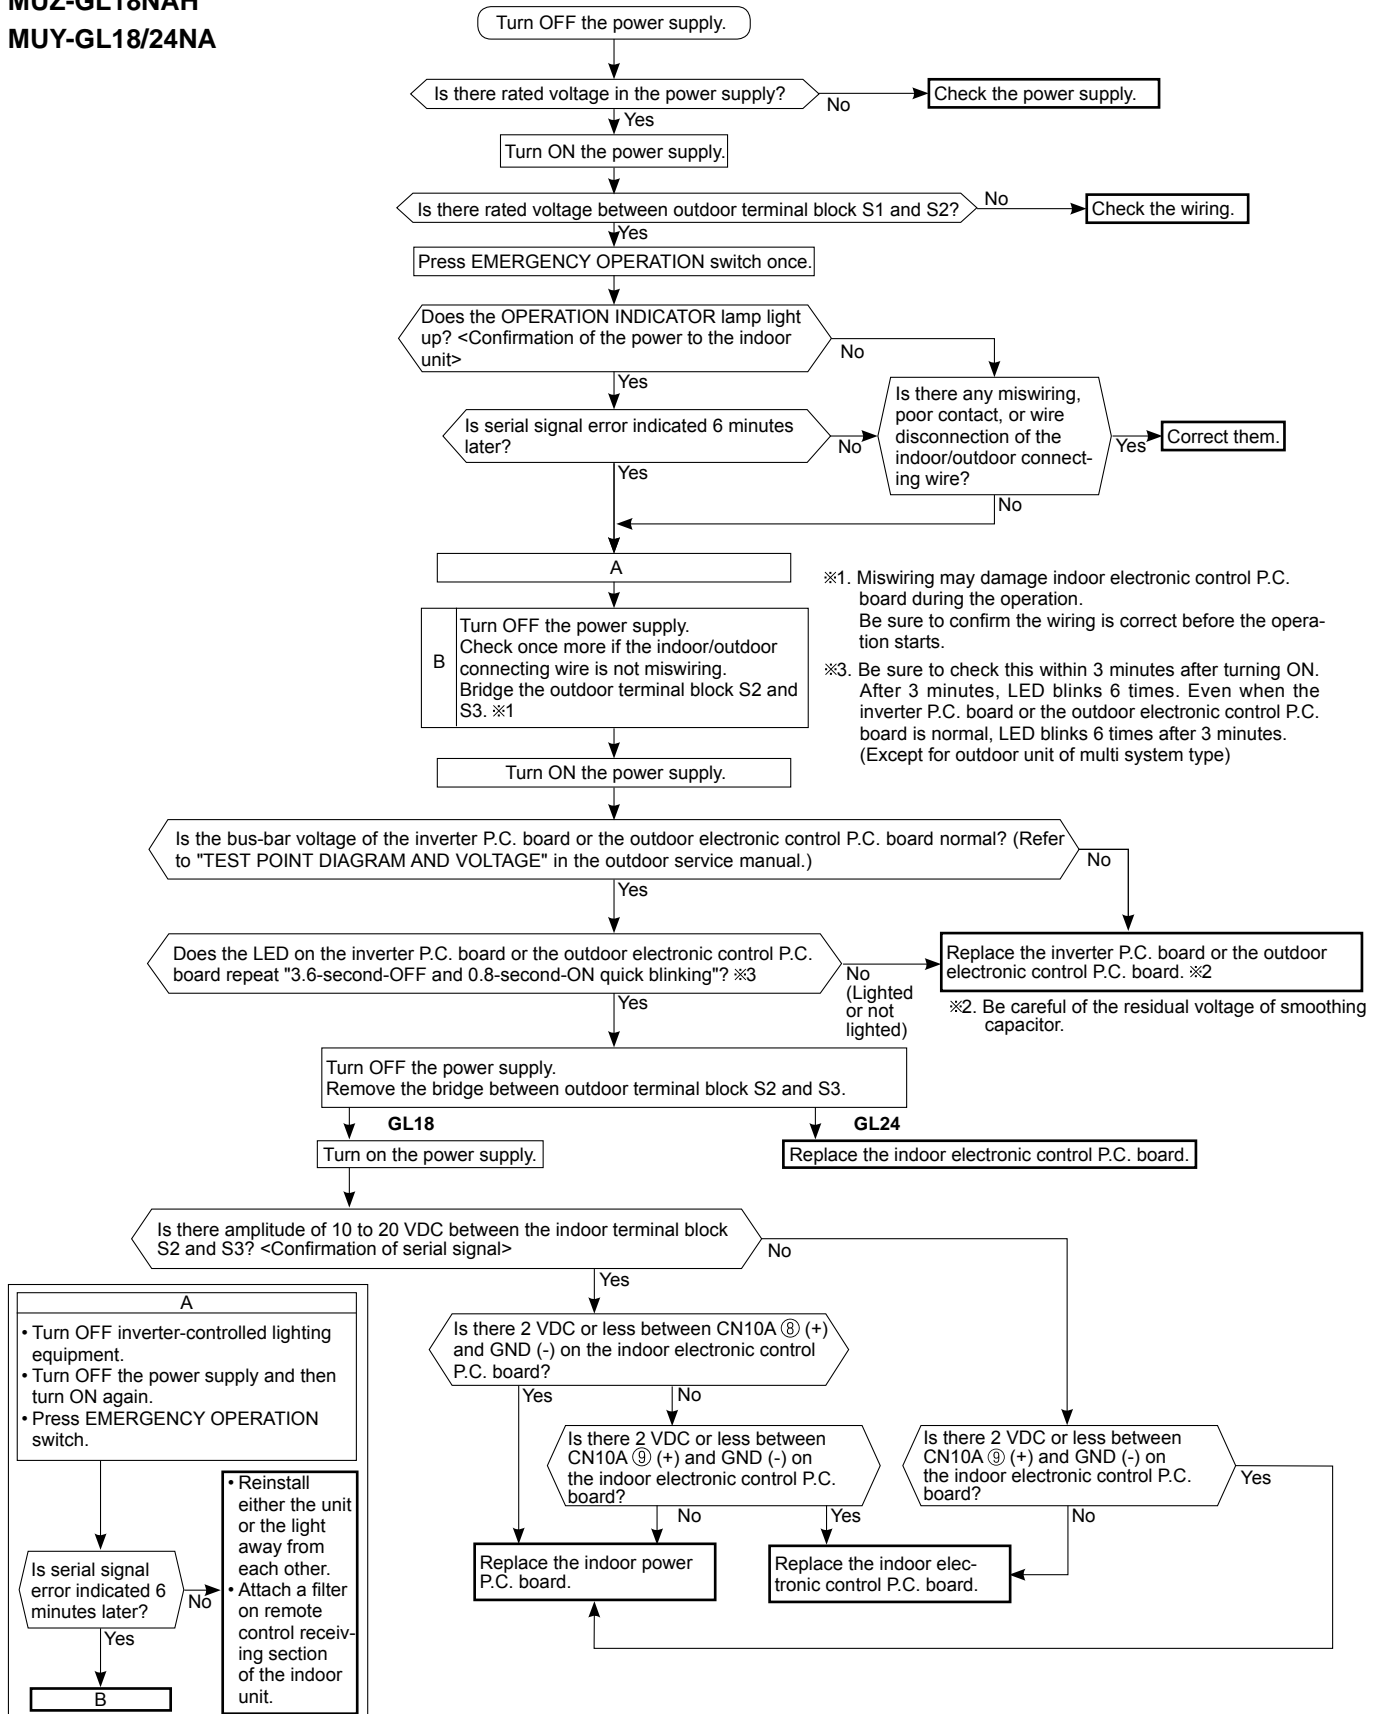 MUZ-GL18NAH
MUY-GL18/24NA
Turn OFF the power supply.
Is there rated voltage in the power supply?
No
Check the power supply.
Yes
Turn ON the power supply.
Is there rated voltage between outdoor terminal block S1 and S2?
No
Check the wiring.
Yes
Press EMERGENCY OPERATION switch once.
Does the OPERATION INDICATOR lamp light
up? <Confirmation of the power to the indoor
unit>
No
Yes
Is serial signal error indicated 6 minutes
later?
No
Yes
Is there any miswiring,
poor contact, or wire
disconnection of the
indoor/outdoor connect-
ing wire?
Yes
Correct them.
No
A
B
Turn OFF the power supply.
Check once more if the indoor/outdoor
connecting wire is not miswiring.
Bridge the outdoor terminal block S2 and
S3. ※1
※1. Miswiring may damage indoor electronic control P.C.
board during the operation.
Be sure to confirm the wiring is correct before the opera-
tion starts.
※3. Be sure to check this within 3 minutes after turning ON.
After 3 minutes, LED blinks 6 times. Even when the
inverter P.C. board or the outdoor electronic control P.C.
board is normal, LED blinks 6 times after 3 minutes.
(Except for outdoor unit of multi system type)
Turn ON the power supply.
Is the bus-bar voltage of the inverter P.C. board or the outdoor electronic control P.C. board normal? (Refer
to "TEST POINT DIAGRAM AND VOLTAGE" in the outdoor service manual.)
No
Yes
Does the LED on the inverter P.C. board or the outdoor electronic control P.C.
board repeat "3.6-second-OFF and 0.8-second-ON quick blinking"? ※3
No
(Lighted
or not
lighted)
Yes
Replace the inverter P.C. board or the outdoor
electronic control P.C. board. ※2
※2. Be careful of the residual voltage of smoothing
capacitor.
Turn OFF the power supply.
Remove the bridge between outdoor terminal block S2 and S3.
GL18
GL24
Turn on the power supply.
Replace the indoor electronic control P.C. board.
Is there amplitude of 10 to 20 VDC between the indoor terminal block
S2 and S3? <Confirmation of serial signal>
No
Yes
Is there 2 VDC or less between CN10A ⑧ (+)
and GND (-) on the indoor electronic control
P.C. board?
Yes
No
Is there 2 VDC or less between
CN10A ⑨ (+) and GND (-) on
the indoor electronic control P.C.
board?
No
Yes
Is there 2 VDC or less between
CN10A ⑨ (+) and GND (-) on
the indoor electronic control P.C.
board?
Yes
No
Replace the indoor power
P.C. board.
Replace the indoor elec-
tronic control P.C. board.
A
• Turn OFF inverter-controlled lighting
equipment.
• Turn OFF the power supply and then
turn ON again.
• Press EMERGENCY OPERATION
switch.
Is serial signal
error indicated 6
minutes later?
No
Yes
B
• Reinstall
either the unit
or the light
away from
each other.
• Attach a filter
on remote
control receiv-
ing section
of the indoor
unit.